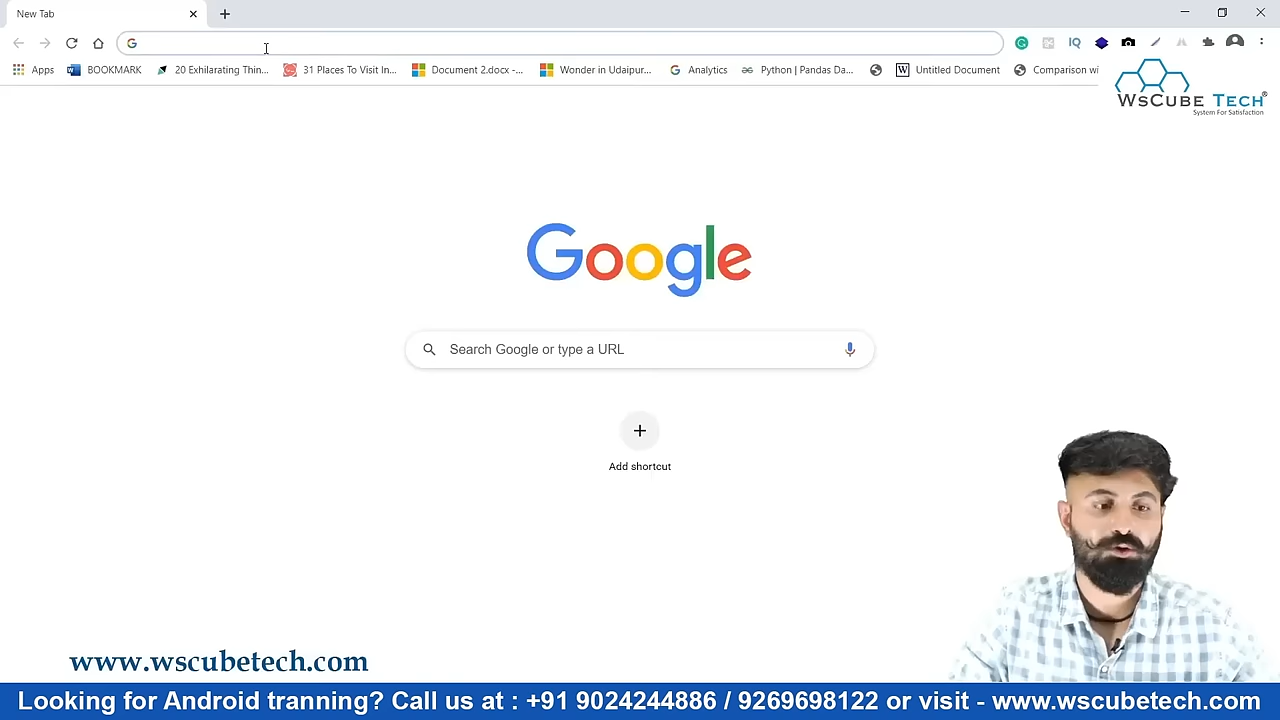 New Tab
Apps
BOOKMARK
20 Exhilarating Thin...
31 Places To Visit In...
Document 2.docx -...
Wonder in Udaipur...
Analytics
Python | Pandas Da...
Untitled Document
Comparison wi
IQ
WsCube Tech®
System For Satisfaction
Google
Search Google or type a URL
Add shortcut
www.wscubetech.com
Looking for Android tranning? Call us at : +91 9024244886 / 9269698122 or visit - www.wscubetech.com